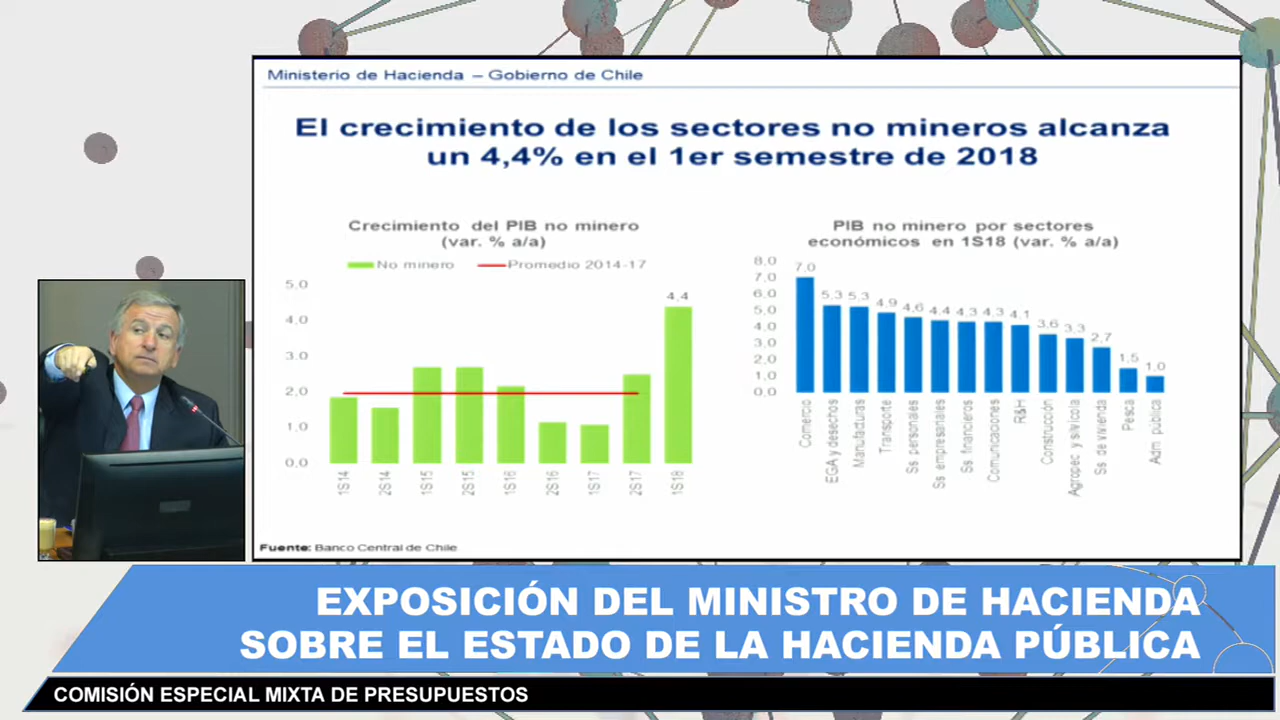 Ministerio de Hacienda – Gobierno de Chile
El crecimiento de los sectores no mineros alcanza
un 4,4% en el 1er semestre de 2018
Crecimiento del PIB no minero
(var. % a/a)
No minero
Promedio 2014-17
5.0
4.0
3.0
2.0
1.0
0.0
4,4
1S14
2S14
1S15
2S15
1S16
2S16
1S17
2S17
1S18
PIB no minero por sectores
económicos en 1S18 (var. % a/a)
8,0
7,0
6,0
5,0
4,0
3,0
2,0
1,0
0,0
7,0
5,3
5,3
4,9
4,6
4,4
4,3
4,3
4,1
3,6
3,3
2,7
1,5
1,0
Comercio
EGA y desechos
Manufacturas
Transporte
Ss personales
Ss empresariales
Ss financieros
Comunicaciones
R&H
Construcción
Agropec y silvícola
Ss de vivienda
Pesca
Adm pública
Fuente: Banco Central de Chile
EXPOSICIÓN DEL MINISTRO DE HACIENDA
SOBRE EL ESTADO DE LA HACIENDA PÚBLICA
COMISIÓN ESPECIAL MIXTA DE PRESUPUESTOS